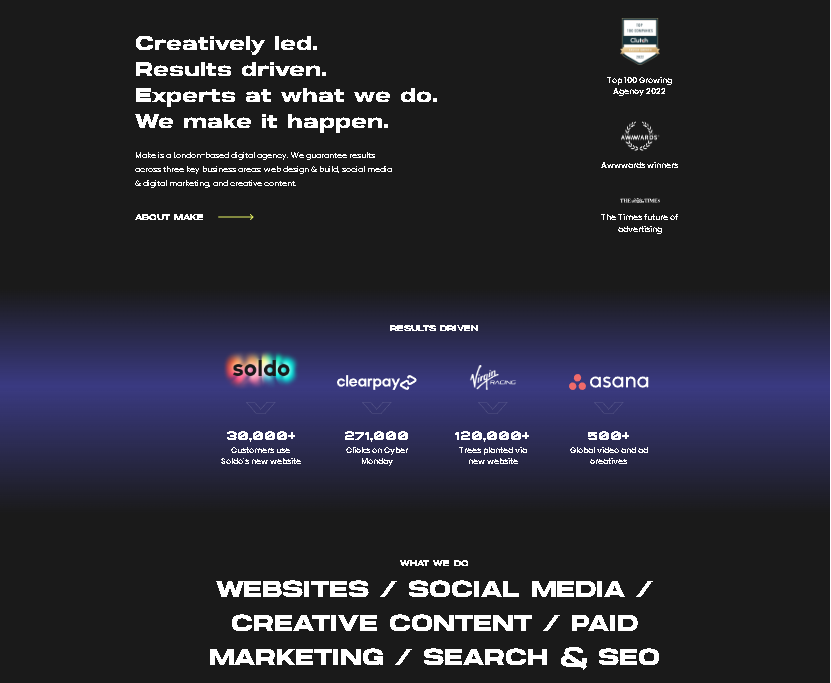 Creatively led.
Results driven.
Experts at what we do.
We make it happen.
Make is a london-based digital agency. We guarantee results
across three key business areas: web design & build, social media
& digital marketing, and creative content.
ABOUT MAKE
Clutch
Top 100 Growing
Agency 2022
AWWWARDS
Awwwards winners
THE TIMES
The Times future of
advertising
RESULTS DRIVEN
soldo
clearpay
Virgin
RACING
asana
30,000+
271,000
120,000+
500+
Customers use
Soldo's new website
Clicks on Cyber
Monday
Trees planted via
new website
Global video and ad
creatives
WHAT WE DO
WEBSITES / SOCIAL MEDIA /
CREATIVE CONTENT / PAID
MARKETING / SEARCH & SEO